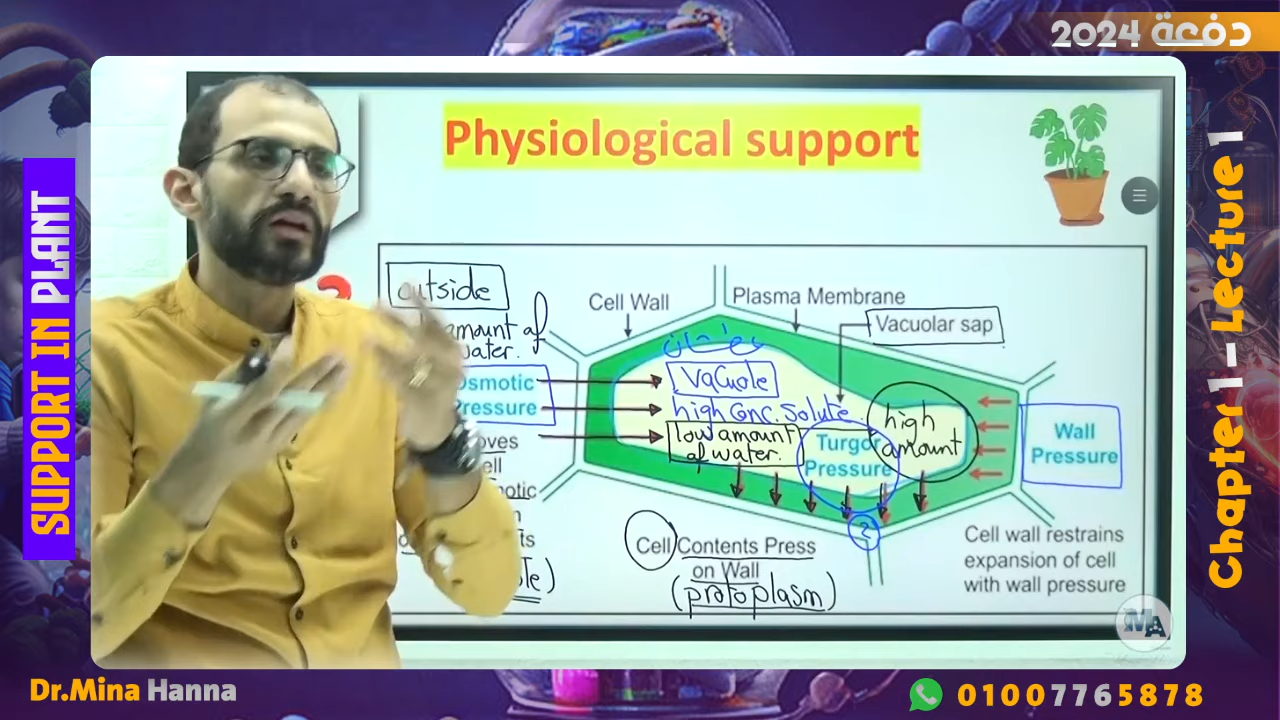 دفعة 2024
SUPPORT IN PLANT
Chapter 1 – Lecture 1
Physiological support
outside
amount of
water.
Cell Wall
Plasma Membrane
Vacuolar sap
Osmotic
Pressure
Vacuole
high Conc. Solute
low amount
of water.
Turgor
Pressure
high
amount
Wall
Pressure
2
Cell Contents Press
on Wall
(protoplasm)
Cell wall restrains
expansion of cell
with wall pressure
MA
Dr.Mina Hanna
01007765878